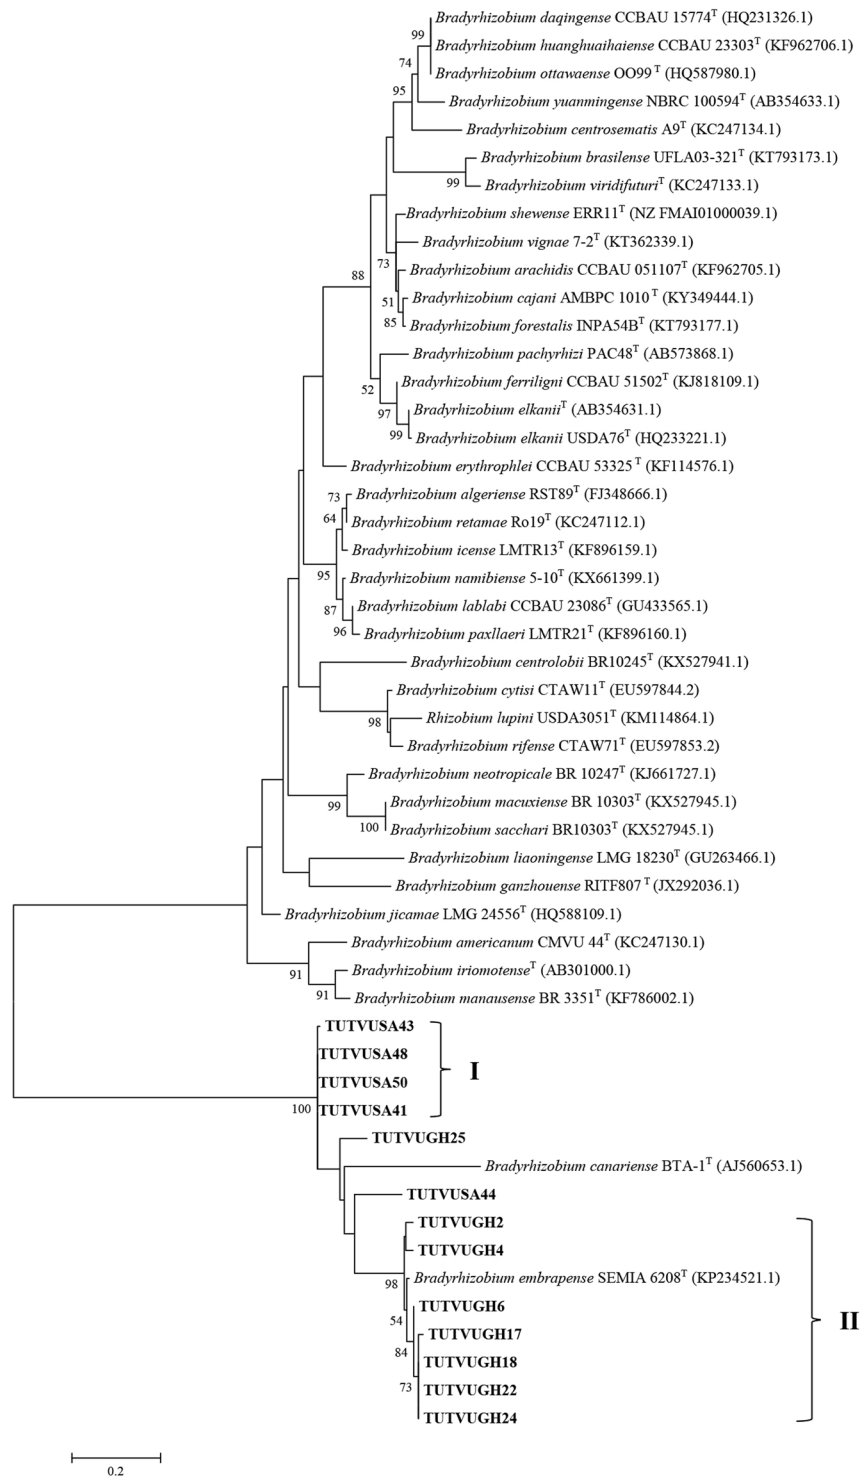 Bradyrhizobium daqingense CCBAU 15774T (HQ231326.1)
99
Bradyrhizobium huanghuaihaiense CCBAU 23303T (KF962706.1)
74
Bradyrhizobium ottawaense OO99 T (HQ587980.1)
95
Bradyrhizobium yuanmingense NBRC 100594T (AB354633.1)
Bradyrhizobium centrosematis A9T (KC247134.1)
Bradyrhizobium brasilense UFLA03-321T (KT793173.1)
99
Bradyrhizobium viridifuturiT (KC247133.1)
Bradyrhizobium shewense ERR11T (NZ FMAI01000039.1)
Bradyrhizobium vignae 7-2T (KT362339.1)
73
Bradyrhizobium arachidis CCBAU 051107T (KF962705.1)
88
Bradyrhizobium cajani AMBPC 1010 T (KY349444.1)
51
85
Bradyrhizobium forestalis INPA54BT (KT793177.1)
Bradyrhizobium pachyrhizi PAC48T (AB573868.1)
Bradyrhizobium ferriligni CCBAU 51502T (KJ818109.1)
52
Bradyrhizobium elkaniiT (AB354631.1)
97
99
Bradyrhizobium elkanii USDA76T (HQ233221.1)
Bradyrhizobium erythrophlei CCBAU 53325 T (KF114576.1)
73
Bradyrhizobium algeriense RST89T (FJ348666.1)
64
Bradyrhizobium retamae Ro19T (KC247112.1)
Bradyrhizobium icense LMTR13T (KF896159.1)
95
Bradyrhizobium namibiense 5-10T (KX661399.1)
87
Bradyrhizobium lablabi CCBAU 23086T (GU433565.1)
96
Bradyrhizobium paxllaeri LMTR21T (KF896160.1)
Bradyrhizobium centrolobii BR10245T (KX527941.1)
Bradyrhizobium cytisi CTAW11T (EU597844.2)
98
Rhizobium lupini USDA3051T (KM114864.1)
Bradyrhizobium rifense CTAW71T (EU597853.2)
Bradyrhizobium neotropicale BR 10247T (KJ661727.1)
99
Bradyrhizobium macuxiense BR 10303T (KX527945.1)
100
Bradyrhizobium sacchari BR10303T (KX527945.1)
Bradyrhizobium liaoningense LMG 18230T (GU263466.1)
Bradyrhizobium ganzhouense RITF807 T (JX292036.1)
Bradyrhizobium jicamae LMG 24556T (HQ588109.1)
Bradyrhizobium americanum CMVU 44T (KC247130.1)
91
Bradyrhizobium iriomotenseT (AB301000.1)
91
Bradyrhizobium manausense BR 3351T (KF786002.1)
TUTVUSA43
TUTVUSA48
I
TUTVUSA50
100
TUTVUSA41
TUTVUGH25
Bradyrhizobium canariense BTA-1T (AJ560653.1)
TUTVUSA44
TUTVUGH2
TUTVUGH4
98
Bradyrhizobium embrapense SEMIA 6208T (KP234521.1)
TUTVUGH6
54
II
TUTVUGH17
84
TUTVUGH18
73
TUTVUGH22
TUTVUGH24
0.2